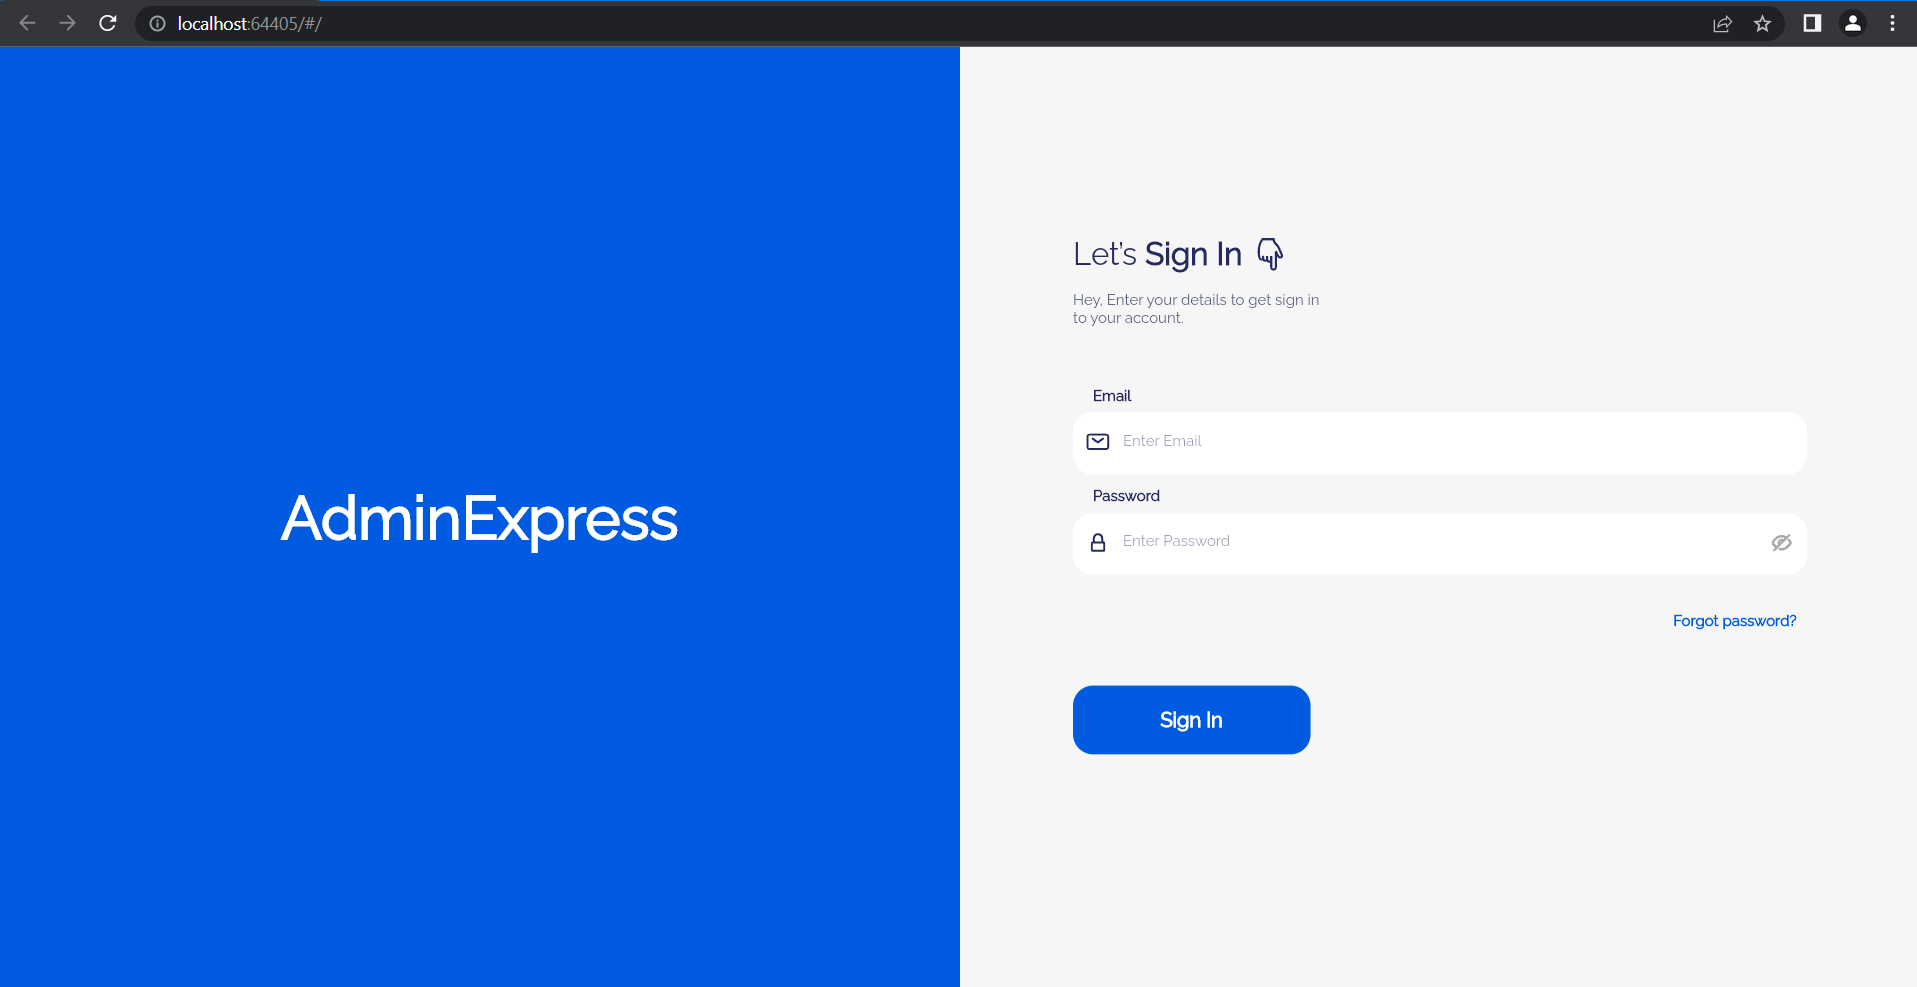 localhost:64405/#/
AdminExpress
Let's Sign In 👇
Hey, Enter your details to get sign in
to your account.
Email
Enter Email
Password
Enter Password
Forgot password?
Sign In